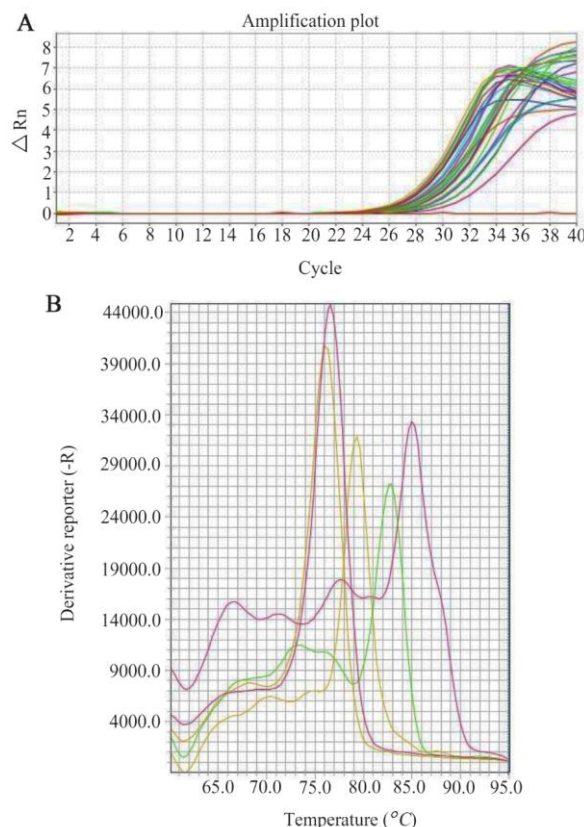 A
Amplification plot
8
7
6
5
4
3
2
1
0
△ Rn
2 4 6 8 10 12 14 16 18 20 22 24 26 28 30 32 34 36 38 40
Cycle
B
44000.0
39000.0
34000.0
29000.0
24000.0
19000.0
14000.0
9000.0
4000.0
Derivative reporter (-R)
65.0 70.0 75.0 80.0 85.0 90.0 95.0
Temperature (°C)